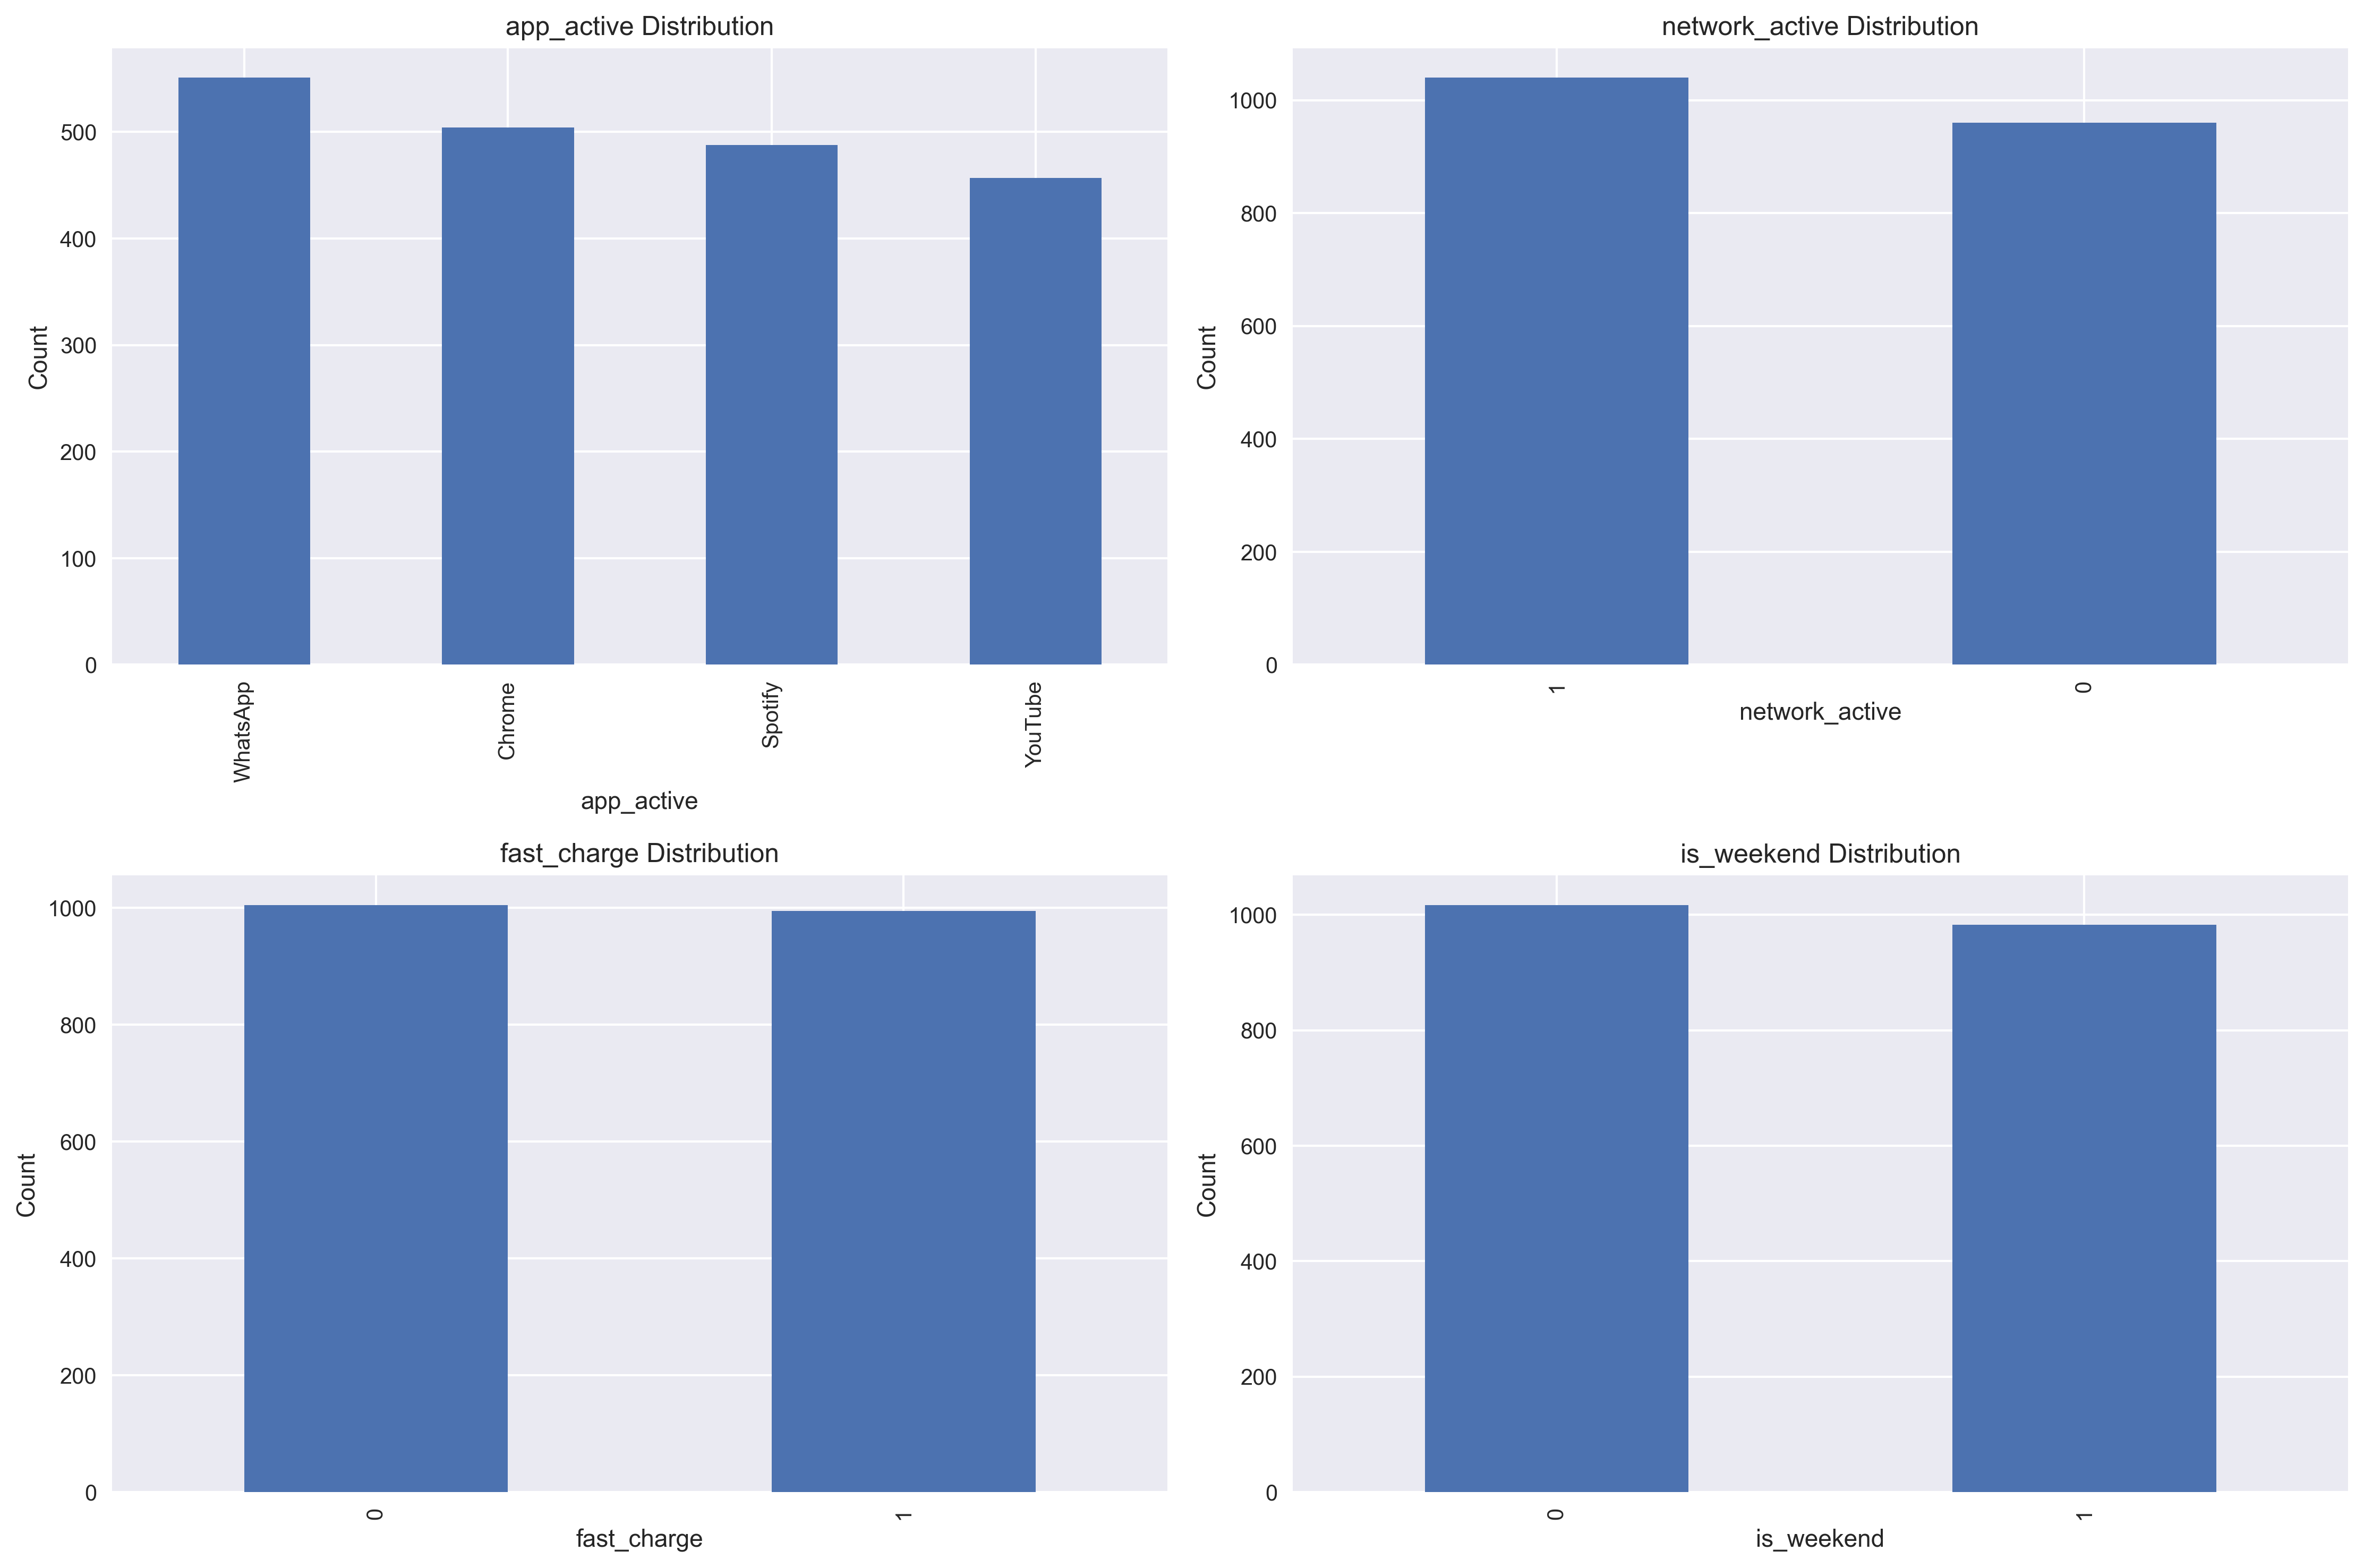 app_active Distribution
500
400
300
200
100
0
Count
WhatsApp
Chrome
Spotify
YouTube
app_active
network_active Distribution
1000
800
600
400
200
0
Count
1
0
network_active
fast_charge Distribution
1000
800
600
400
200
0
Count
0
1
fast_charge
is_weekend Distribution
1000
800
600
400
200
0
Count
0
1
is_weekend